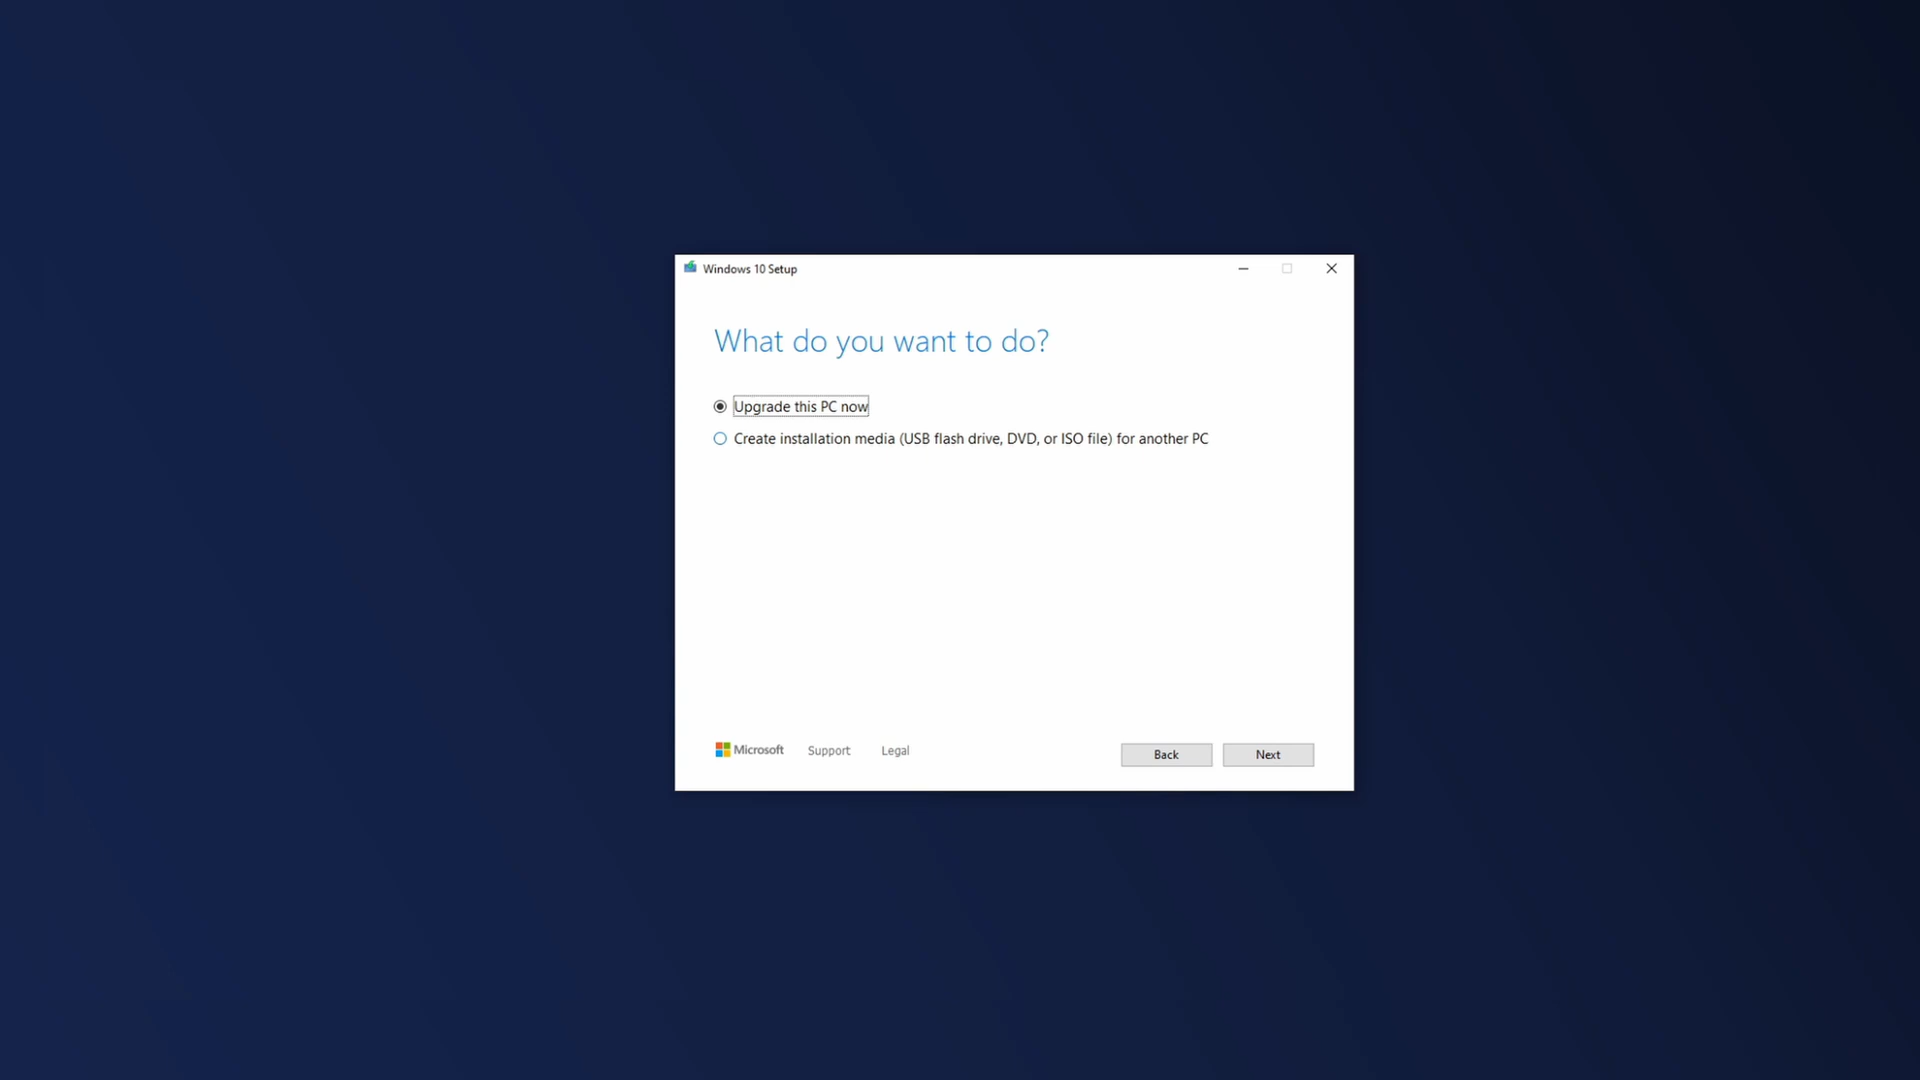 Windows 10 Setup
What do you want to do?
Upgrade this PC now
Create installation media (USB flash drive, DVD, or ISO file) for another PC
Microsoft Support Legal Back Next